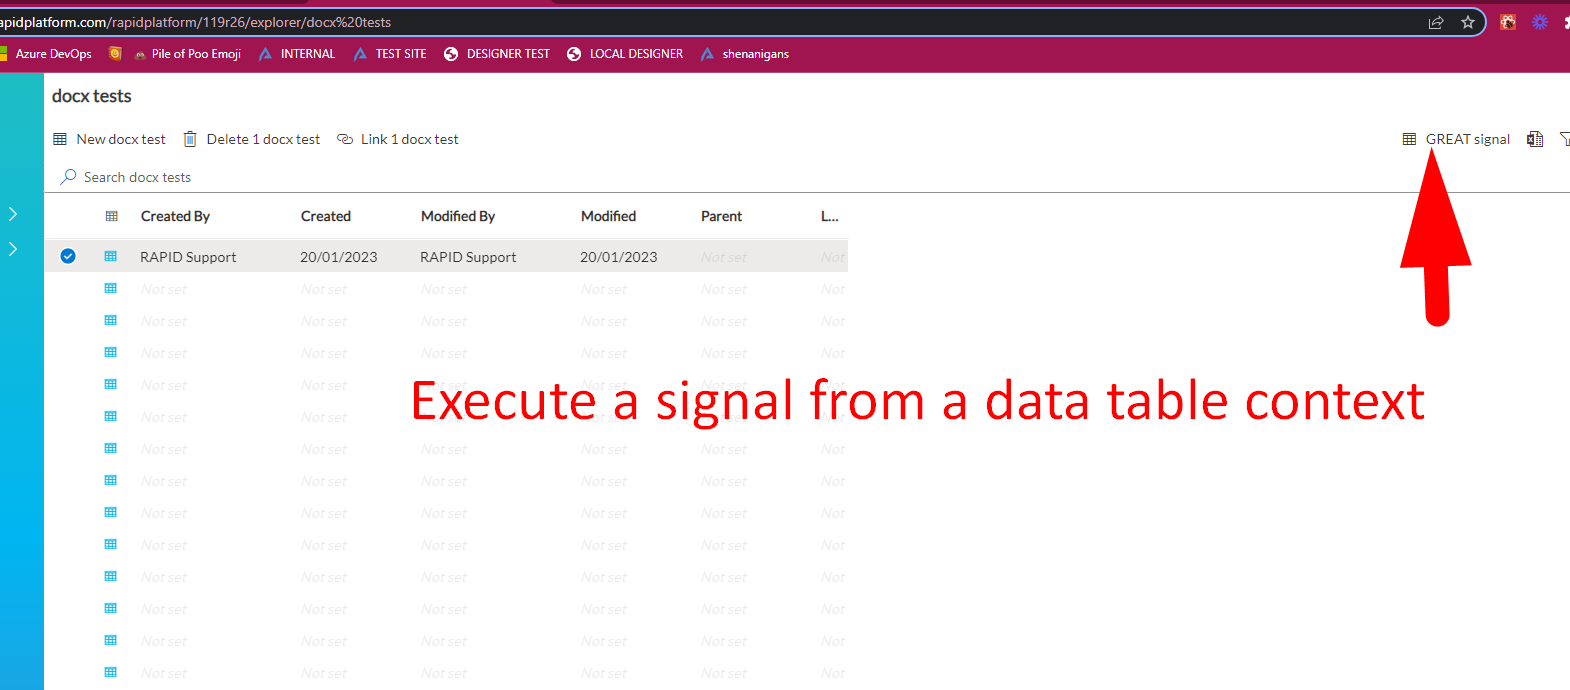 apidplatform.com/rapidplatform/119r26/explorer/docx%20tests
Azure DevOps Pile of Poo Emoji INTERNAL TEST SITE DESIGNER TEST LOCAL DESIGNER shenanigans
docx tests
New docx test Delete 1 docx test Link 1 docx test GREAT signal
Search docx tests
Created By Created Modified By Modified Parent L...
RAPID Support 20/01/2023 RAPID Support 20/01/2023 Not set Not
Not set Not set Not set Not set Not set Not
Not set Not set Not set Not set Not set Not
Not set Not set Not set Not set Not set Not
Not set Not set Not set Not set Not set Not
Execute a signal from a data table context
Not set Not set Not set Not set Not set Not
Not set Not set Not set Not set Not set Not
Not set Not set Not set Not set Not set Not
Not set Not set Not set Not set Not set Not
Not set Not set Not set Not set Not set Not
Not set Not set Not set Not set Not set Not
Not set Not set Not set Not set Not set Not
Not set Not set Not set Not set Not set Not
Not set Not set Not set Not set Not set Not